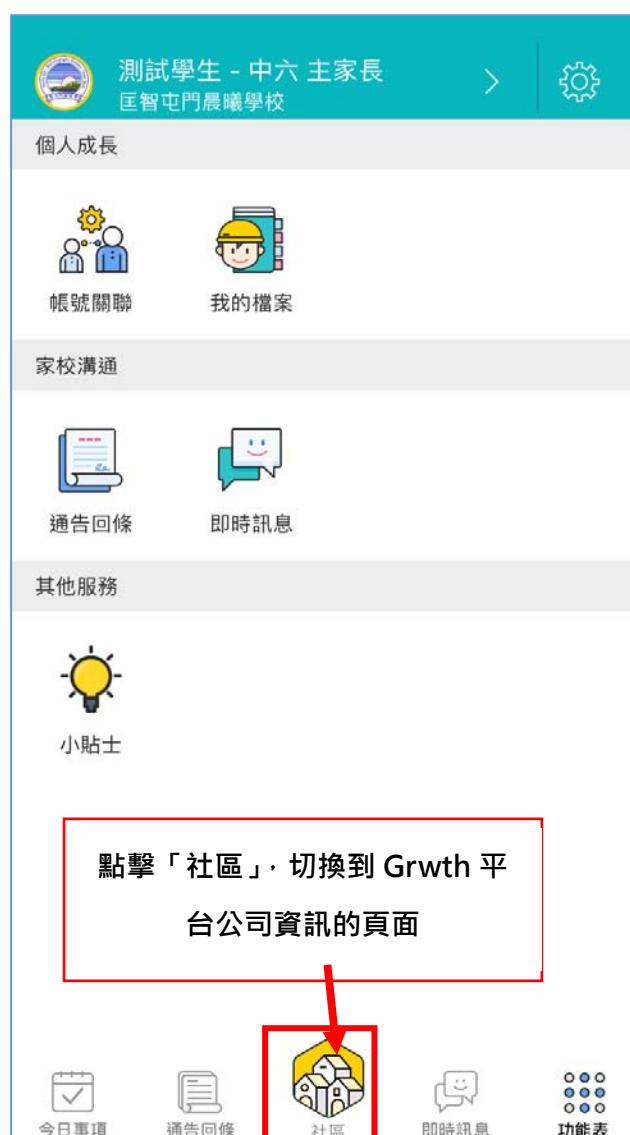 測試學生 - 中六 主家長
匡智屯門晨曦學校
個人成長
帳號關聯
我的檔案
家校溝通
通告回條
即時訊息
其他服務
小貼士
點擊「社區」，切換到 Grwth 平
台公司資訊的頁面
今日事項
通告回條
社區
即時訊息
功能表